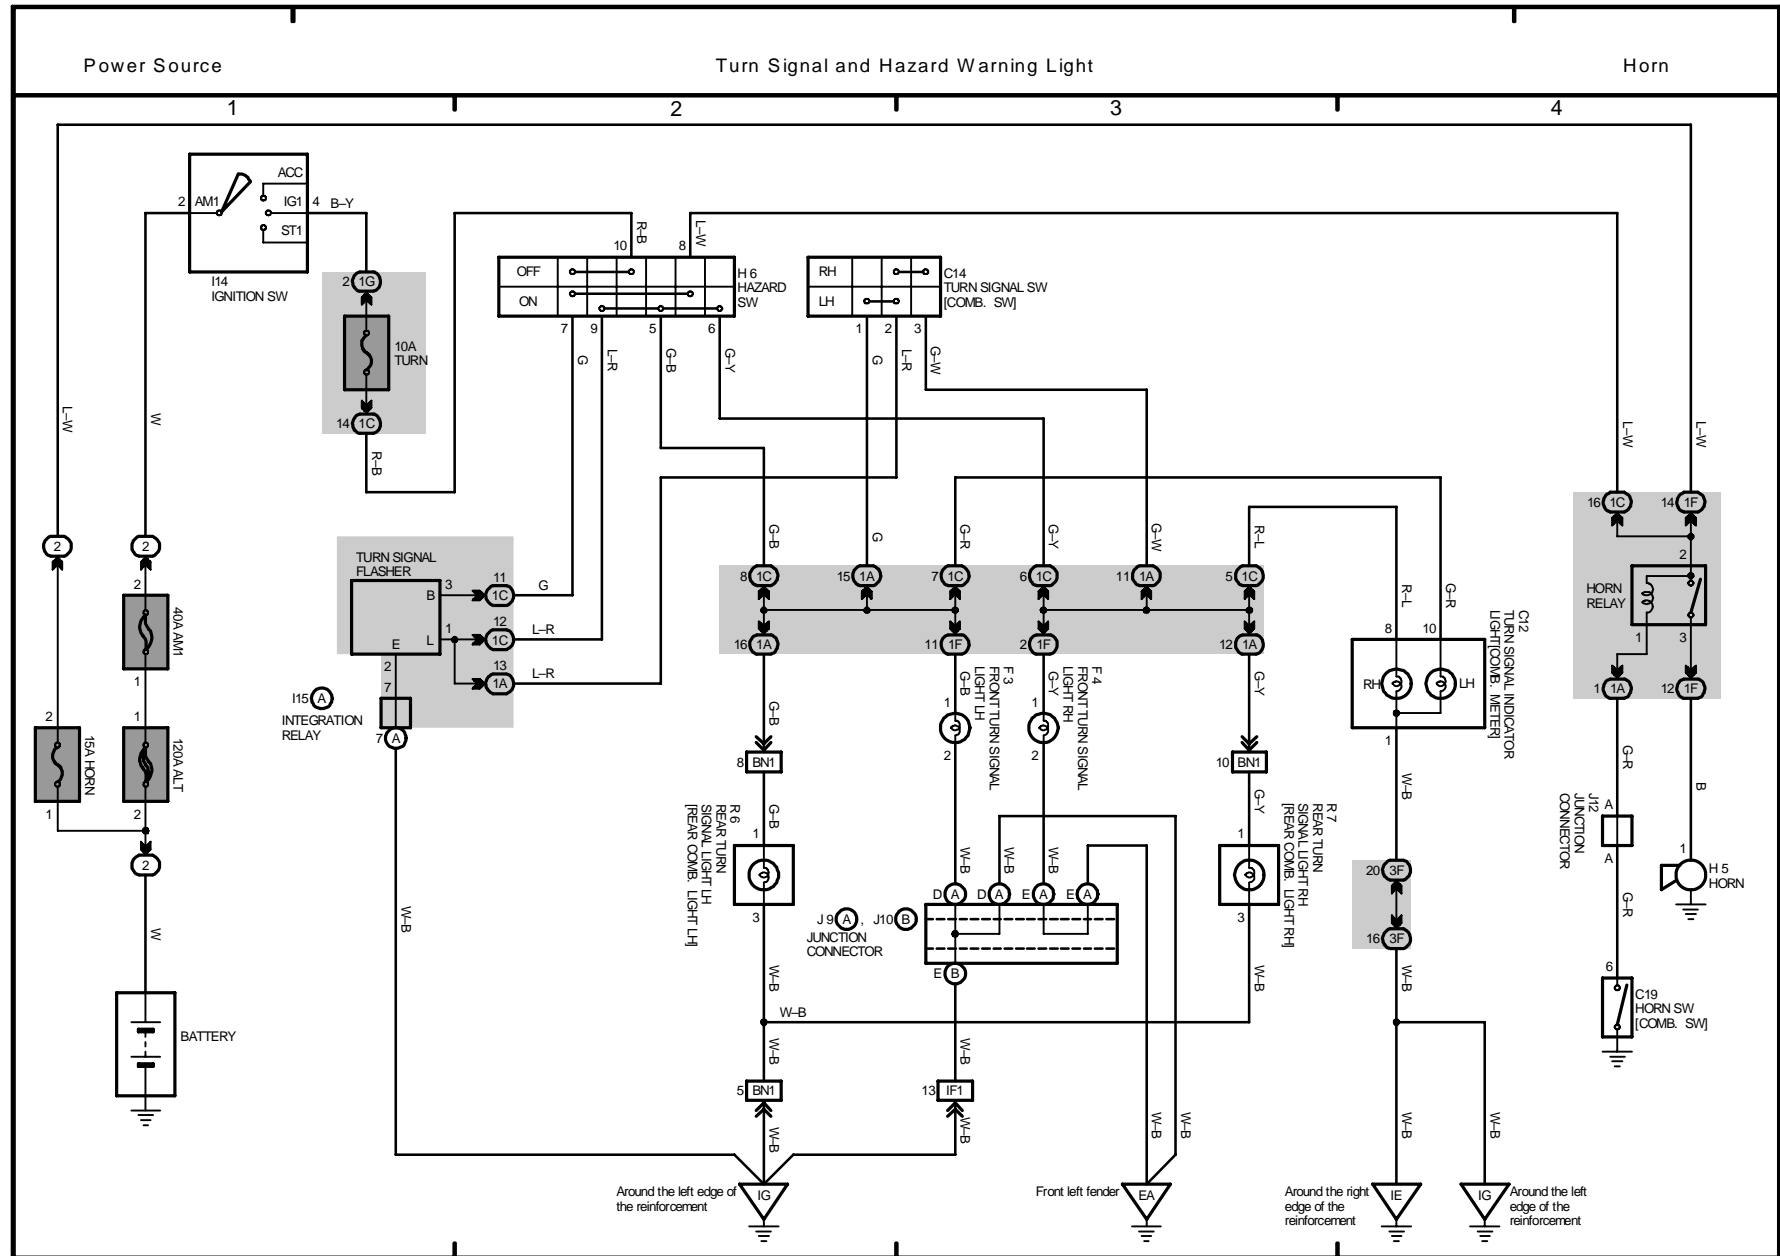 Power Source
Turn Signal and Hazard Warning Light
Horn
1
2
3
4
ACC
2
AM1
IG1
4
B–Y
ST1
I14
IGNITION SW
2
1G
10A
TURN
14
1C
R–B
L–W
W
R–B
10
8
L–W
OFF
ON
H 6
HAZARD
SW
7
9
5
6
G
L–R
G–B
G–Y
RH
LH
C14
TURN SIGNAL SW
[COMB. SW]
1
2
3
G
L–R
G–W
L–W
L–W
2
2
2
40A AM1
1
1
120A ALT
2
2
15A HORN
1
2
W
BATTERY
TURN SIGNAL
FLASHER
B
3
11
1C
G
L
1
12
1C
L–R
13
1A
L–R
E
2
7
I15
A
INTEGRATION
RELAY
7
A
W–B
G–B
G
G–R
G–Y
G–W
R–L
8
1C
15
1A
7
1C
6
1C
11
1A
5
1C
16
1A
11
1F
2
1F
12
1A
G–B
8
BN1
G–B
R 6
REAR TURN
SIGNAL LIGHT LH
[REAR COMB. LIGHT LH]
1
3
W–B
W–B
W–B
5
BN1
W–B
G–B
F 3
FRONT TURN SIGNAL
LIGHT LH
1
2
W–B
G–Y
F 4
FRONT TURN SIGNAL
LIGHT RH
1
2
W–B
W–B
D
A
D
A
E
A
E
A
J 9
A
,
J10
B
JUNCTION
CONNECTOR
E
B
W–B
13
IF1
W–B
G–Y
10
BN1
G–Y
R 7
REAR TURN
SIGNAL LIGHT RH
[REAR COMB. LIGHT RH]
1
3
W–B
R–L
G–R
8
10
RH
LH
C12
TURN SIGNAL INDICATOR
LIGHT[COMB. METER]
1
W–B
20
3F
16
3F
W–B
W–B
W–B
W–B
W–B
16
1C
14
1F
2
HORN
RELAY
1
3
1
1A
12
1F
G–R
B
J12
JUNCTION
CONNECTOR
A
A
G–R
1
H 5
HORN
6
C19
HORN SW
[COMB. SW]
Around the left edge of
the reinforcement
IG
Front left fender
EA
Around the right
edge of the
reinforcement
IE
IG
Around the left
edge of the
reinforcement